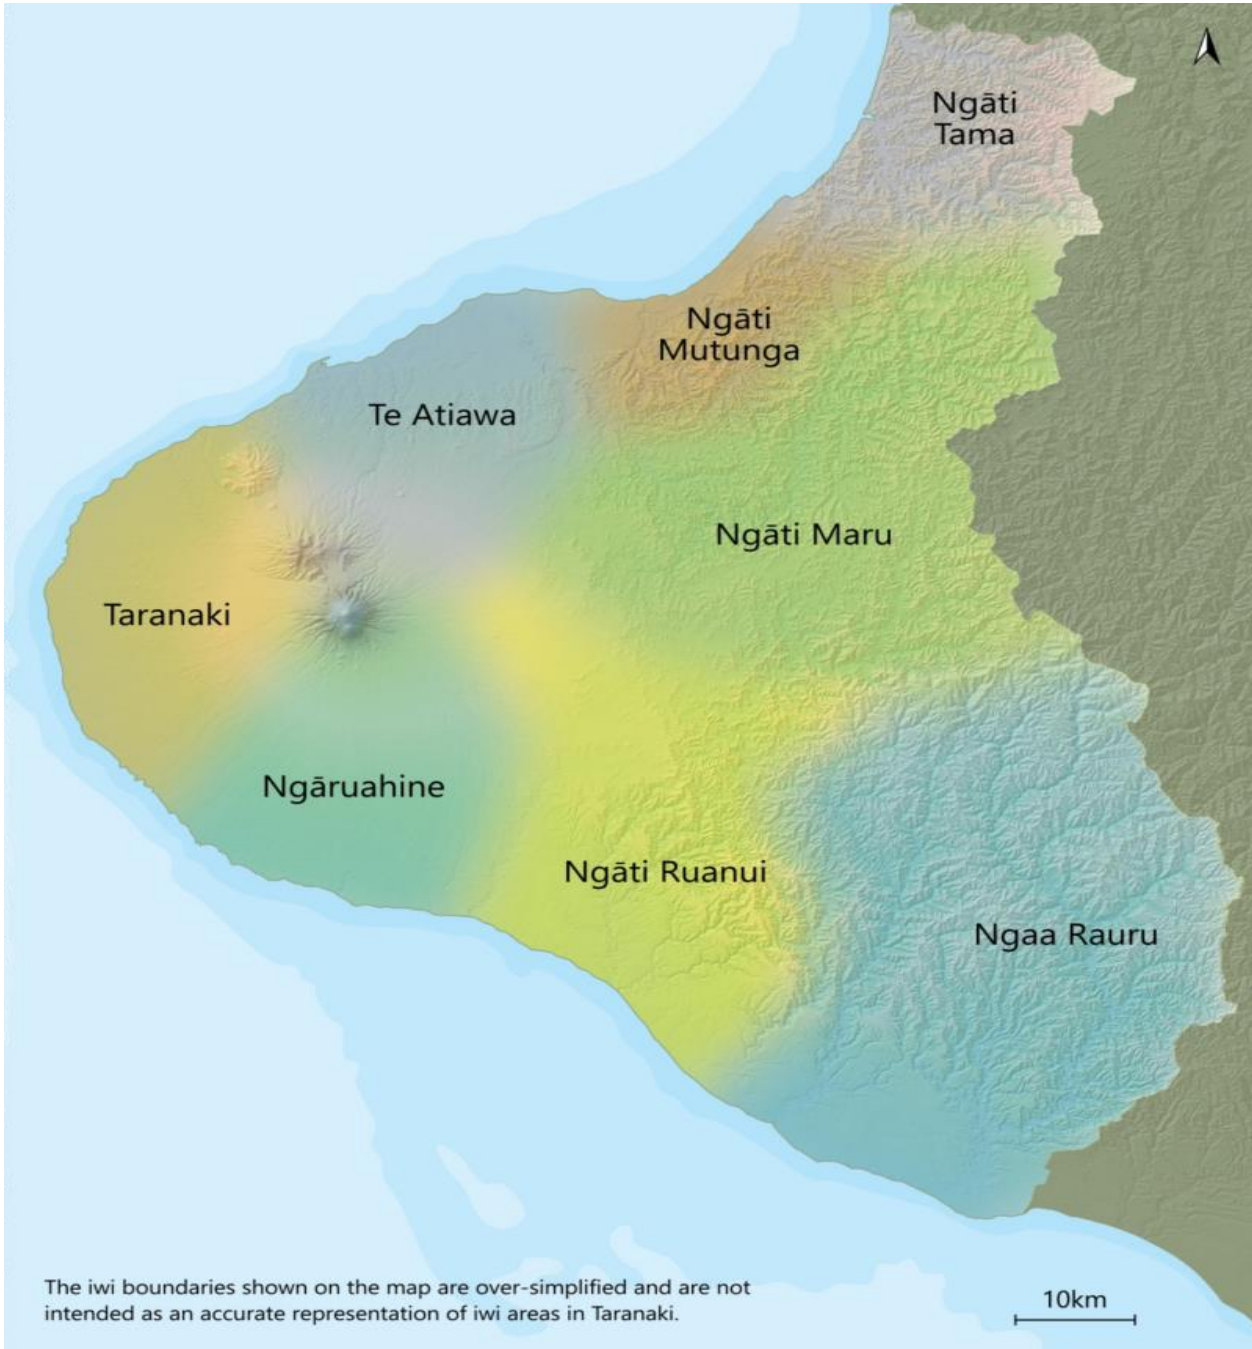 Ngāti
Tama
Ngāti
Mutunga
Te Atiawa
Ngāti Maru
Taranaki
Ngāruahine
Ngāti Ruanui
Ngaa Rauru
The iwi boundaries shown on the map are over-simplified and are not
intended as an accurate representation of iwi areas in Taranaki.
10km